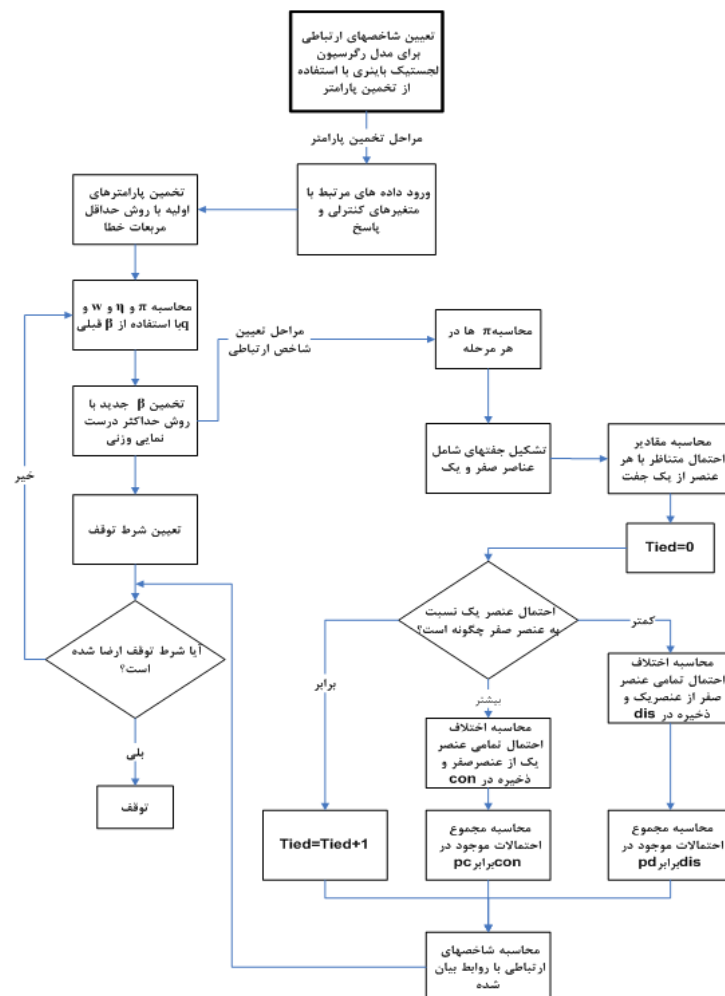 تعیین شاخصهای ارتباطی
برای مدل رگرسیون
لجستیک باینری با استفاده
از تخمین پارامتر
مراحل تخمین پارامتر
ورود داده های مرتبط با
متغیرهای کنترلی و
پاسخ
تخمین پارامترهای
اولیه با روش حداقل
مربعات خطا
محاسبه π و η و w و
qبا استفاده از β قبلی
تخمین β جدید با
روش حداکثر درست
نمایی وزنی
مراحل تعیین
شاخص ارتباطی
محاسبهπ ها در
هر مرحله
تشکیل جفتهای شامل
عناصر صفر و یک
محاسبه مقادیر
احتمال متناظر با هر
عنصر از یک جفت
Tied=0
خیر
تعیین شرط توقف
آیا شرط توقف ارضا شده
است؟
بلی
توقف
احتمال عنصر یک نسبت
به عنصر صفر چگونه است؟
کمتر
برابر
بیشتر
محاسبه اختلاف
احتمال تمامی عنصر
صفر از عنصریک و
ذخیره در dis
محاسبه اختلاف
احتمال تمامی عنصر
یک از عنصرصفر و
ذخیره در con
Tied=Tied+1
محاسبه مجموع
احتمالات موجود در
conبرابرpc
محاسبه مجموع
احتمالات موجود در
disبرابرpd
محاسبه شاخصهای
ارتباطی با روابط بیان
شده